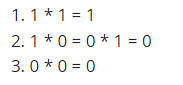 1. 1 * 1 = 1
2. 1 * 0 = 0 * 1 = 0
3. 0 * 0 = 0